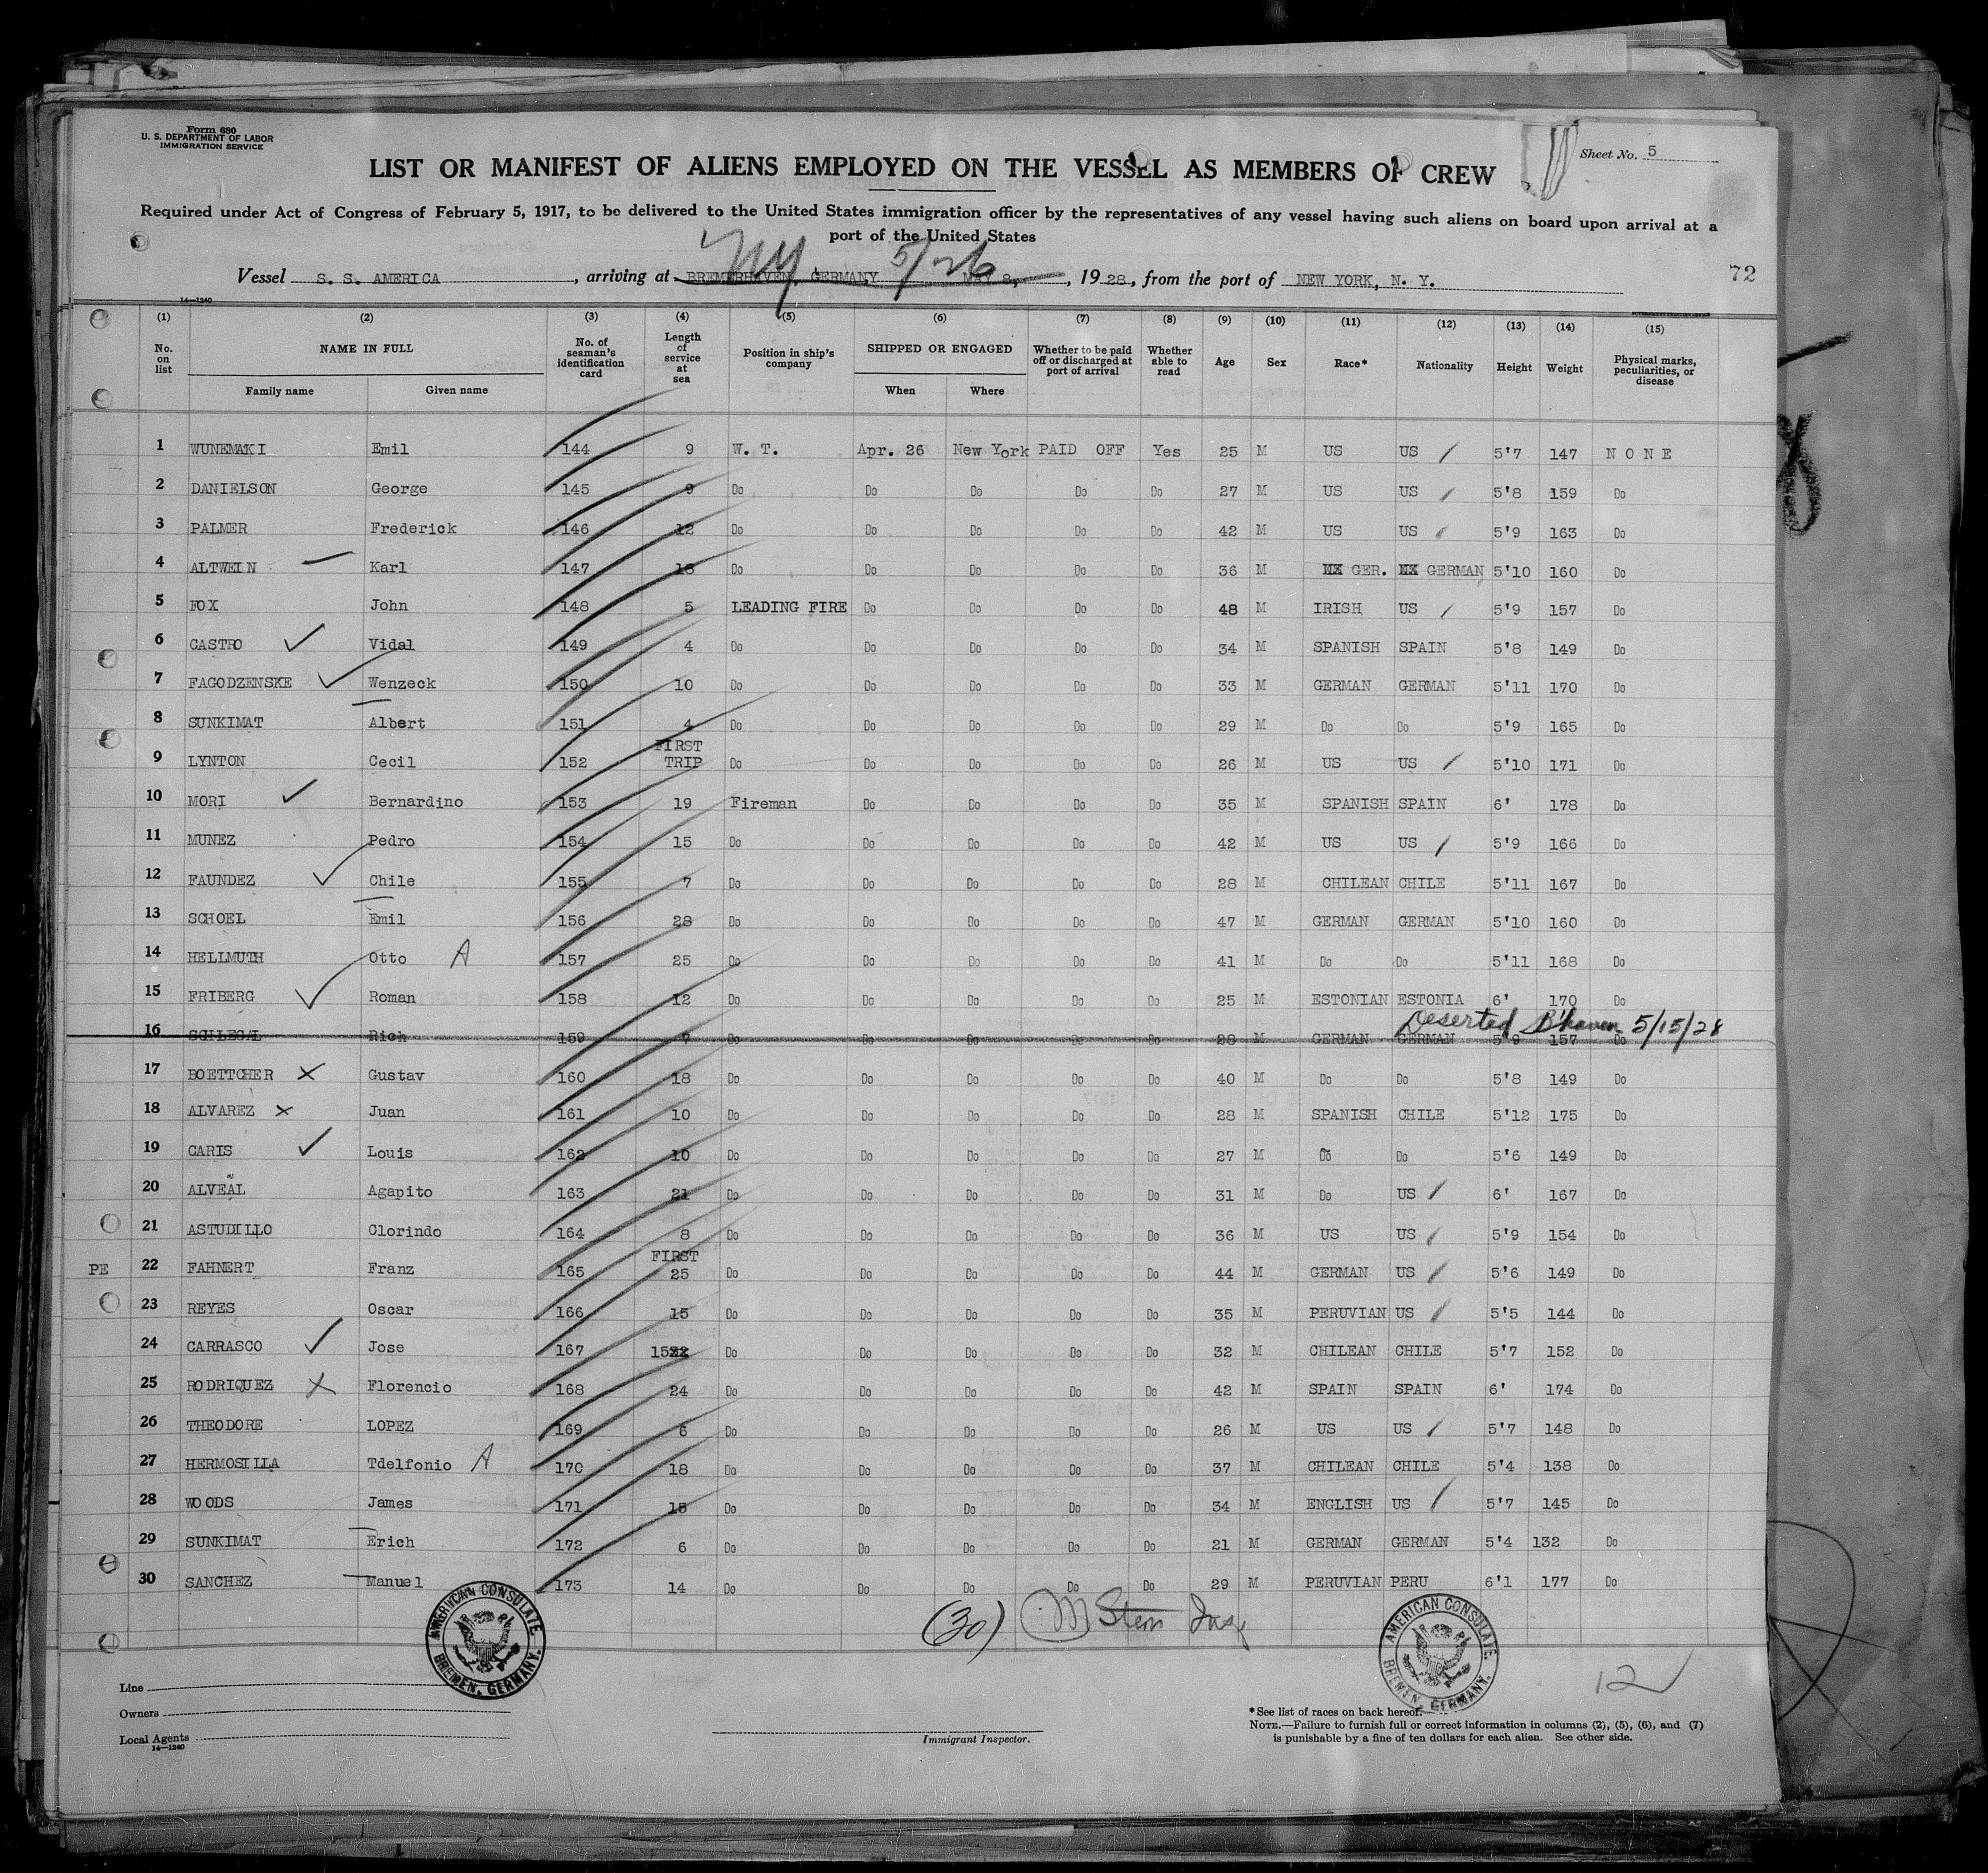 Form 680
U. S. DEPARTMENT OF LABOR
IMMIGRATION SERVICE
Sheet No. 5
LIST OR MANIFEST OF ALIENS EMPLOYED ON THE VESSEL AS MEMBERS OF CREW
Required under Act of Congress of February 5, 1917, to be delivered to the United States immigration officer by the representatives of any vessel having such aliens on board upon arrival at a
port of the United States
NY 5/26
Vessel S. S. AMERICA, arriving at BREMERHAVEN, GERMANY MAY 8, 1928, from the port of NEW YORK, N. Y.
72
14—1240
(1) (2) (3) (4) (5) (6) (7) (8) (9) (10) (11) (12) (13) (14) (15)
No. on list NAME IN FULL No. of seaman's identification card Length of service at sea Position in ship's company SHIPPED OR ENGAGED Whether to be paid off or discharged at port of arrival Whether able to read Age Sex Race* Nationality Height Weight Physical marks, peculiarities, or disease
Family name Given name When Where
1 WUNEMAKI Emil 144 9 W. T. Apr. 26 New York PAID OFF Yes 25 M US US 5'7 147 NONE
2 DANIELSON George 145 9 Do Do Do Do Do 27 M US US 5'8 159 Do
3 PALMER Frederick 146 12 Do Do Do Do Do 42 M US US 5'9 163 Do
4 ALTWEIN Karl 147 18 Do Do Do Do Do 36 M GER. GERMAN 5'10 160 Do
5 FOX John 148 5 LEADING FIRE Do Do Do Do 48 M IRISH US 5'9 157 Do
6 CASTRO Vidal 149 4 Do Do Do Do Do 34 M SPANISH SPAIN 5'8 149 Do
7 FAGODZENSKE Wenzeck 150 10 Do Do Do Do Do 33 M GERMAN GERMAN 5'11 170 Do
8 SUNKIMAT Albert 151 4 Do Do Do Do Do 29 M Do Do 5'9 165 Do
9 LYNTON Cecil 152 FIRST TRIP Do Do Do Do Do 26 M US US 5'10 171 Do
10 MORI Bernardino 153 19 Fireman Do Do Do Do 35 M SPANISH SPAIN 6' 178 Do
11 MUNEZ Pedro 154 15 Do Do Do Do Do 42 M US US 5'9 166 Do
12 FAUNDEZ Chile 155 7 Do Do Do Do Do 28 M CHILEAN CHILE 5'11 167 Do
13 SCHOEL Emil 156 28 Do Do Do Do Do 47 M GERMAN GERMAN 5'10 160 Do
14 HELLMUTH Otto A 157 25 Do Do Do Do Do 41 M Do Do 5'11 168 Do
15 FRIBERG Roman 158 12 Do Do Do Do Do 25 M ESTONIAN ESTONIA 6' 170 Do
Deserted B'haven 5/15/28
16 SCHLEGAL Rich 159 7 Do Do Do Do Do 28 M GERMAN GERMAN 5'9 157 Do
17 BOETTCHER X Gustav 160 18 Do Do Do Do Do 40 M Do Do 5'8 149 Do
18 ALVAREZ X Juan 161 10 Do Do Do Do Do 28 M SPANISH CHILE 5'12 175 Do
19 CARIS Louis 162 10 Do Do Do Do Do 27 M Do Do 5'6 149 Do
20 ALVEAL Agapito 163 21 Do Do Do Do Do 31 M Do US 6' 167 Do
21 ASTUDILLO Clorindo 164 8 Do Do Do Do Do 36 M US US 5'9 154 Do
PE 22 FAHNERT Franz 165 FIRST 25 Do Do Do Do Do 44 M GERMAN US 5'6 149 Do
23 REYES Oscar 166 15 Do Do Do Do Do 35 M PERUVIAN US 5'5 144 Do
24 CARRASCO Jose 167 15 Do Do Do Do Do 32 M CHILEAN CHILE 5'7 152 Do
25 RODRIQUEZ X Florencio 168 24 Do Do Do Do Do 42 M SPAIN SPAIN 6' 174 Do
26 THEODORE LOPEZ 169 6 Do Do Do Do Do 26 M US US 5'7 148 Do
27 HERMOSILLA Tdelfonio A 170 18 Do Do Do Do Do 37 M CHILEAN CHILE 5'4 138 Do
28 WOODS James 171 15 Do Do Do Do Do 34 M ENGLISH US 5'7 145 Do
29 SUNKIMAT Erich 172 6 Do Do Do Do Do 21 M GERMAN GERMAN 5'4 132 Do
30 SANCHEZ Manuel 173 14 Do Do Do Do Do 29 M PERUVIAN PERU 6'1 177 Do
(30) M Stern Insp
AMERICAN CONSULATE. BREMEN, GERMANY.
AMERICAN CONSULATE. BREMEN, GERMANY.
12
Line
Owners
Local Agents
14—1240
Immigrant Inspector.
*See list of races on back hereof.
NOTE.—Failure to furnish full or correct information in columns (2), (5), (6), and (7)
is punishable by a fine of ten dollars for each alien. See other side.